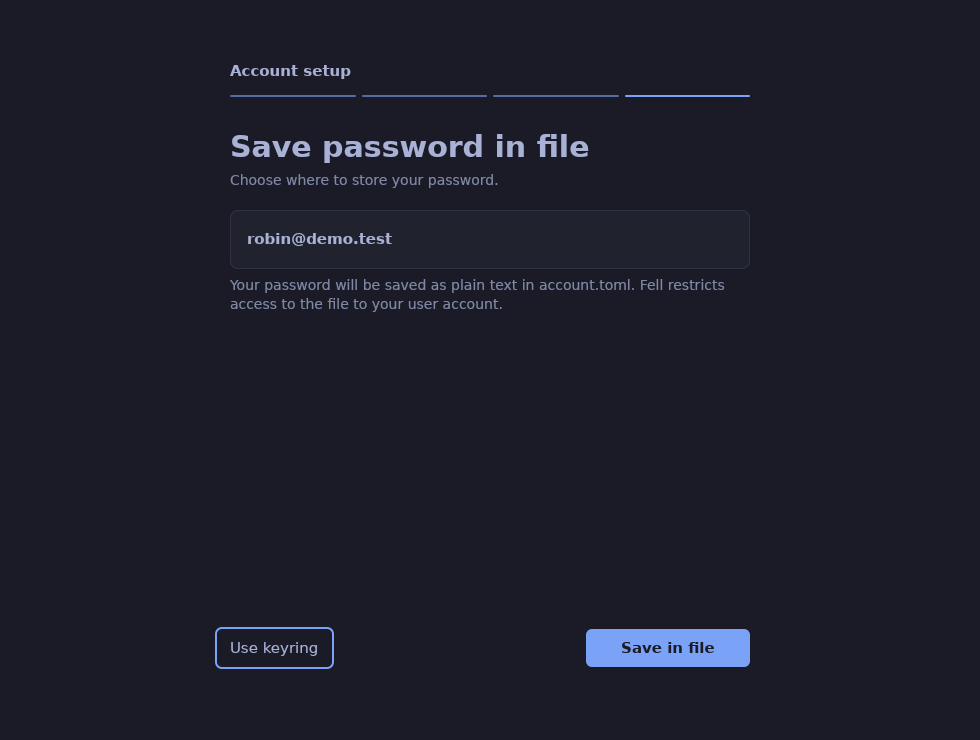 Account setup
Save password in file
Choose where to store your password.
robin@demo.test
Your password will be saved as plain text in account.toml. Fell restricts
access to the file to your user account.
Use keyring
Save in file